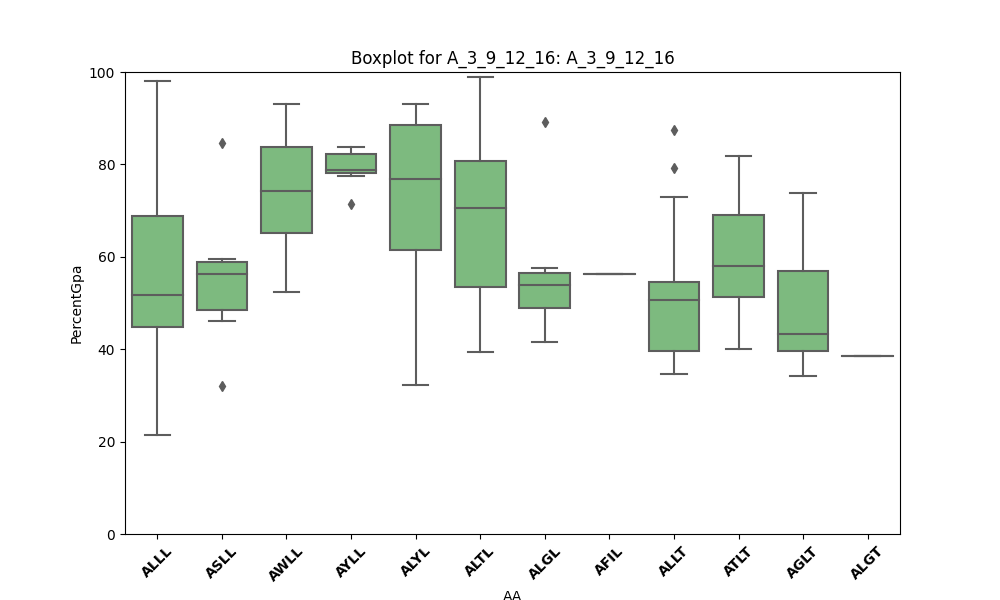 Boxplot for A_3_9_12_16: A_3_9_12_16
100
80
60
40
20
0
PercentGpa
ALLL ASLL AWLL AYLL ALYL ALTL ALGL AFIL ALLT ATLT AGLT ALGT
AA